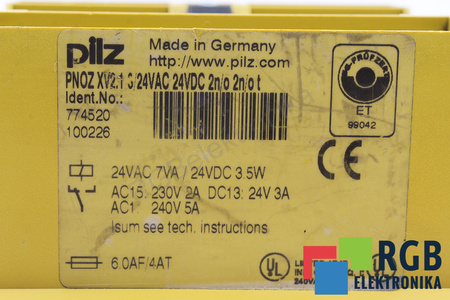 pilz
Made in Germany
http://www.pilz.com
PNOZ XV2.1 3/24VAC 24VDC 2n/o 2n/o t
Ident.No.:
774520
100226
ET
99042
CE
24VAC 7VA / 24VDC 3.5W
AC15: 230V 2A DC13: 24V 3A
AC1: 240V 5A
Isum see tech. instructions
6.0AF/4AT
UL
RGB
ELEKTRONIKA